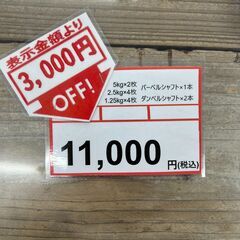 表示金額より
3,000円
OFF!
5kg×2枚 バーベルシャフト×1本
2.5kg×4枚
1.25kg×4枚 ダンベルシャフト×2本
11,000
円(税込)